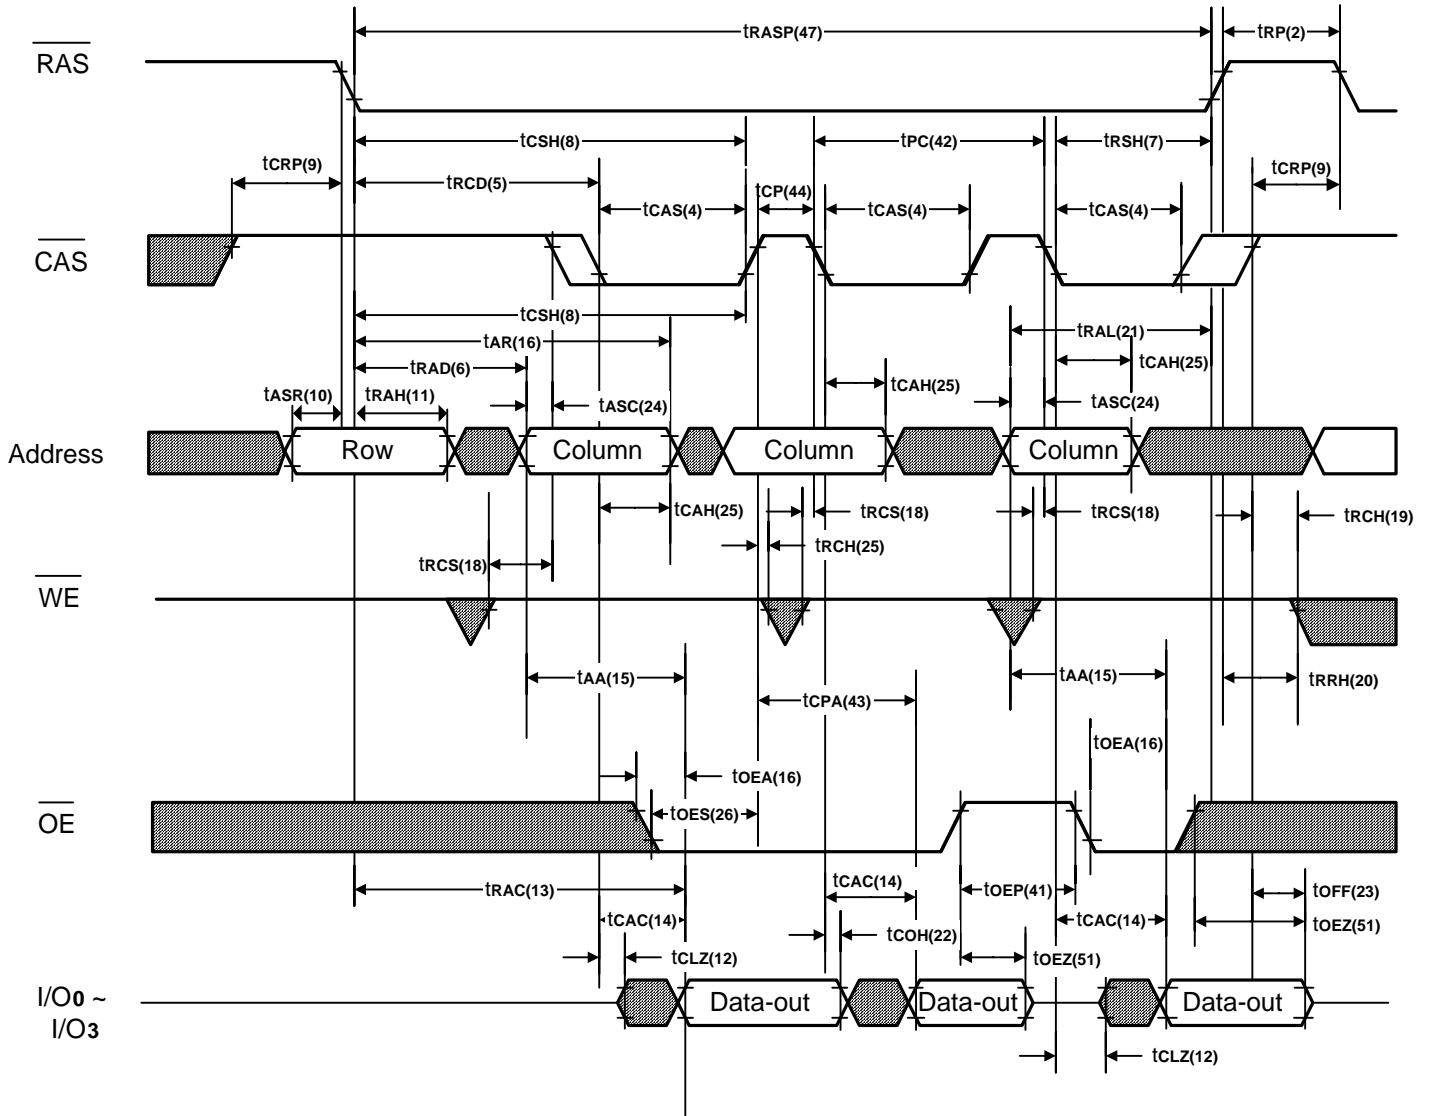 tRASP(47)
tRP(2)
RAS
tCSH(8)
tPC(42)
tRSH(7)
tCRP(9)
tRCD(5)
tCP(44)
tCRP(9)
tCAS(4)
tCAS(4)
tCAS(4)
CAS
tCSH(8)
tRAL(21)
tAR(16)
tRAD(6)
tCAH(25)
tCAH(25)
tASR(10)
tRAH(11)
tASC(24)
tASC(24)
Address
Row
Column
Column
Column
tCAH(25)
tRCS(18)
tRCS(18)
tRCH(19)
tRCH(25)
tRCS(18)
WE
tAA(15)
tAA(15)
tRRH(20)
tCPA(43)
tOEA(16)
tOEA(16)
tOES(26)
OE
tRAC(13)
tCAC(14)
tOEP(41)
tOFF(23)
tCAC(14)
tCAC(14)
tOEZ(51)
tCOH(22)
tCLZ(12)
tOEZ(51)
I/O0 ~
I/O3
Data-out
Data-out
Data-out
tCLZ(12)